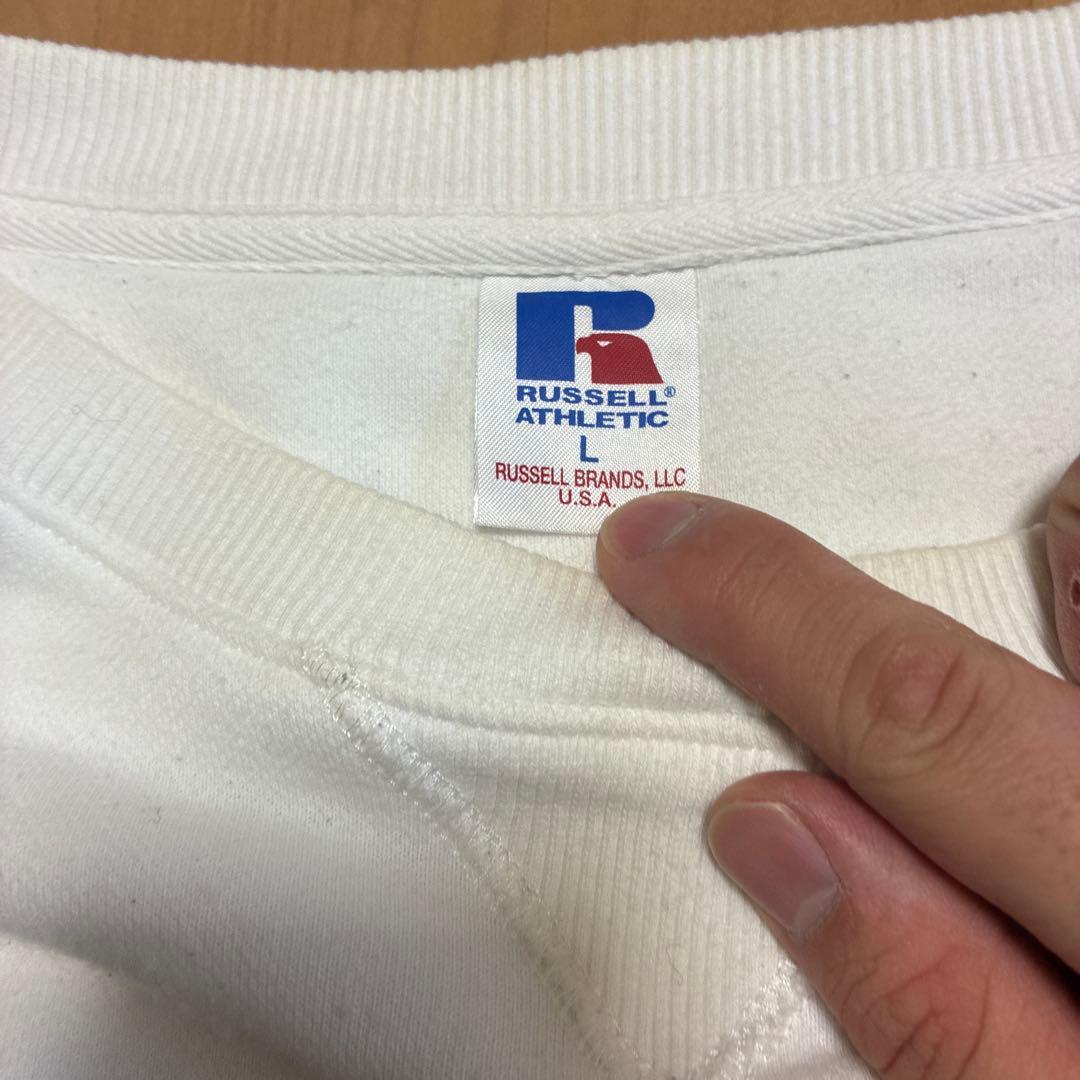 RUSSELL®
ATHLETIC
L
RUSSELL BRANDS, LLC
U.S.A.